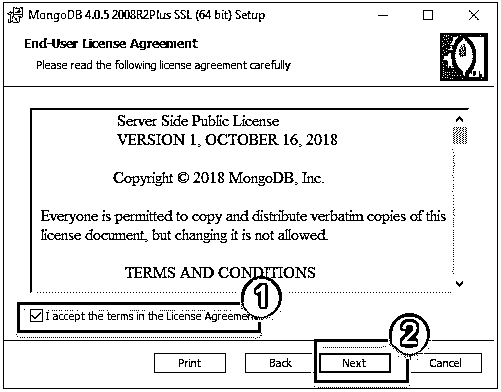 MongoDB 4.0.5 2008R2Plus SSL (64 bit) Setup
End-User License Agreement
Please read the following license agreement carefully
Server Side Public License
VERSION 1, OCTOBER 16, 2018
Copyright © 2018 MongoDB, Inc.
Everyone is permitted to copy and distribute verbatim copies of this
license document, but changing it is not allowed.
TERMS AND CONDITIONS
1
I accept the terms in the License Agreement
2
Print Back Next Cancel